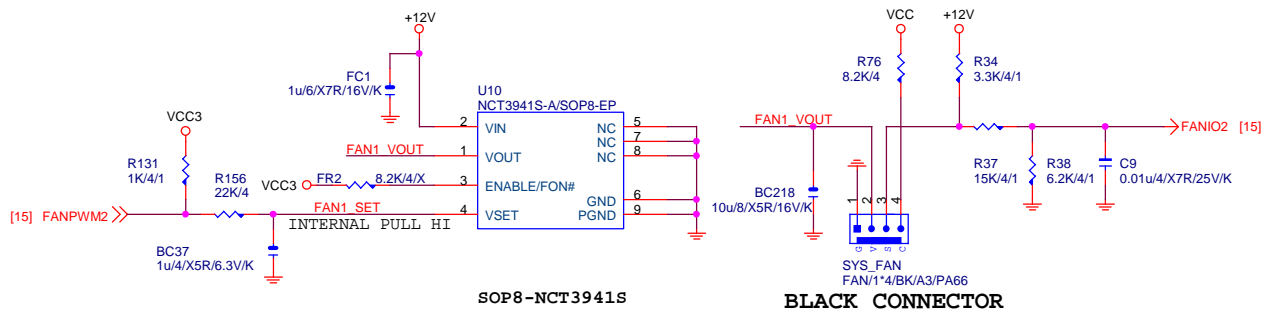 +12V
FC1
1u/6/X7R/16V/K
VCC3
R131
1K/4/1
R156
22K/4
[15] FANPWM2
BC37
1u/4/X5R/6.3V/K
FAN1_VOUT
VCC3
FR2
8.2K/4/X
FAN1_SET
INTERNAL PULL HI
U10
NCT3941S-A/SOP8-EP
2 VIN
1 VOUT
3 ENABLE/FON#
4 VSET
NC 5
NC 7
NC 8
GND 6
PGND 9
SOP8-NCT3941S
VCC
+12V
R76
8.2K/4
R34
3.3K/4/1
FAN1_VOUT
FANIO2 [15]
R37
15K/4/1
R38
6.2K/4/1
C9
0.01u/4/X7R/25V/K
BC218
10u/8/X5R/16V/K
1 2 3 4
G V S C
SYS_FAN
FAN/1*4/BK/A3/PA66
BLACK CONNECTOR